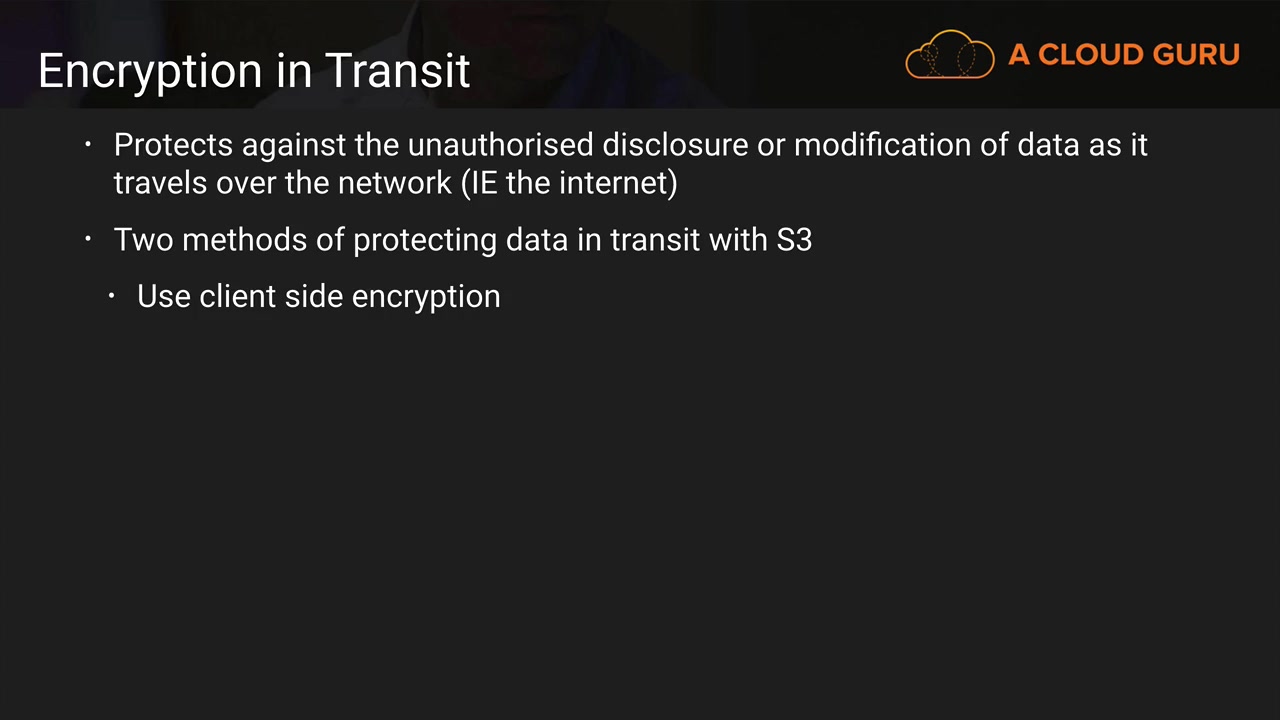 Encryption in Transit
A CLOUD GURU
· Protects against the unauthorised disclosure or modification of data as it
travels over the network (IE the internet)
· Two methods of protecting data in transit with S3
· Use client side encryption